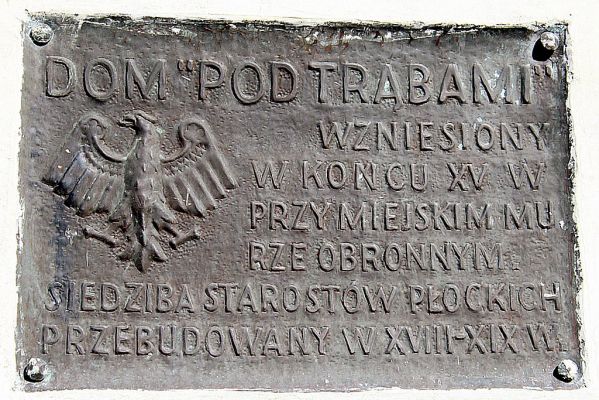 DOM "POD TRĄBAMI"
WZNIESIONY
W KOŃCU XV W
PRZY MIEJSKIM MU
RZE OBRONNYM.
SIEDZIBA STAROSTÓW PŁOCKICH
PRZEBUDOWANY W XVIII-XIX W.